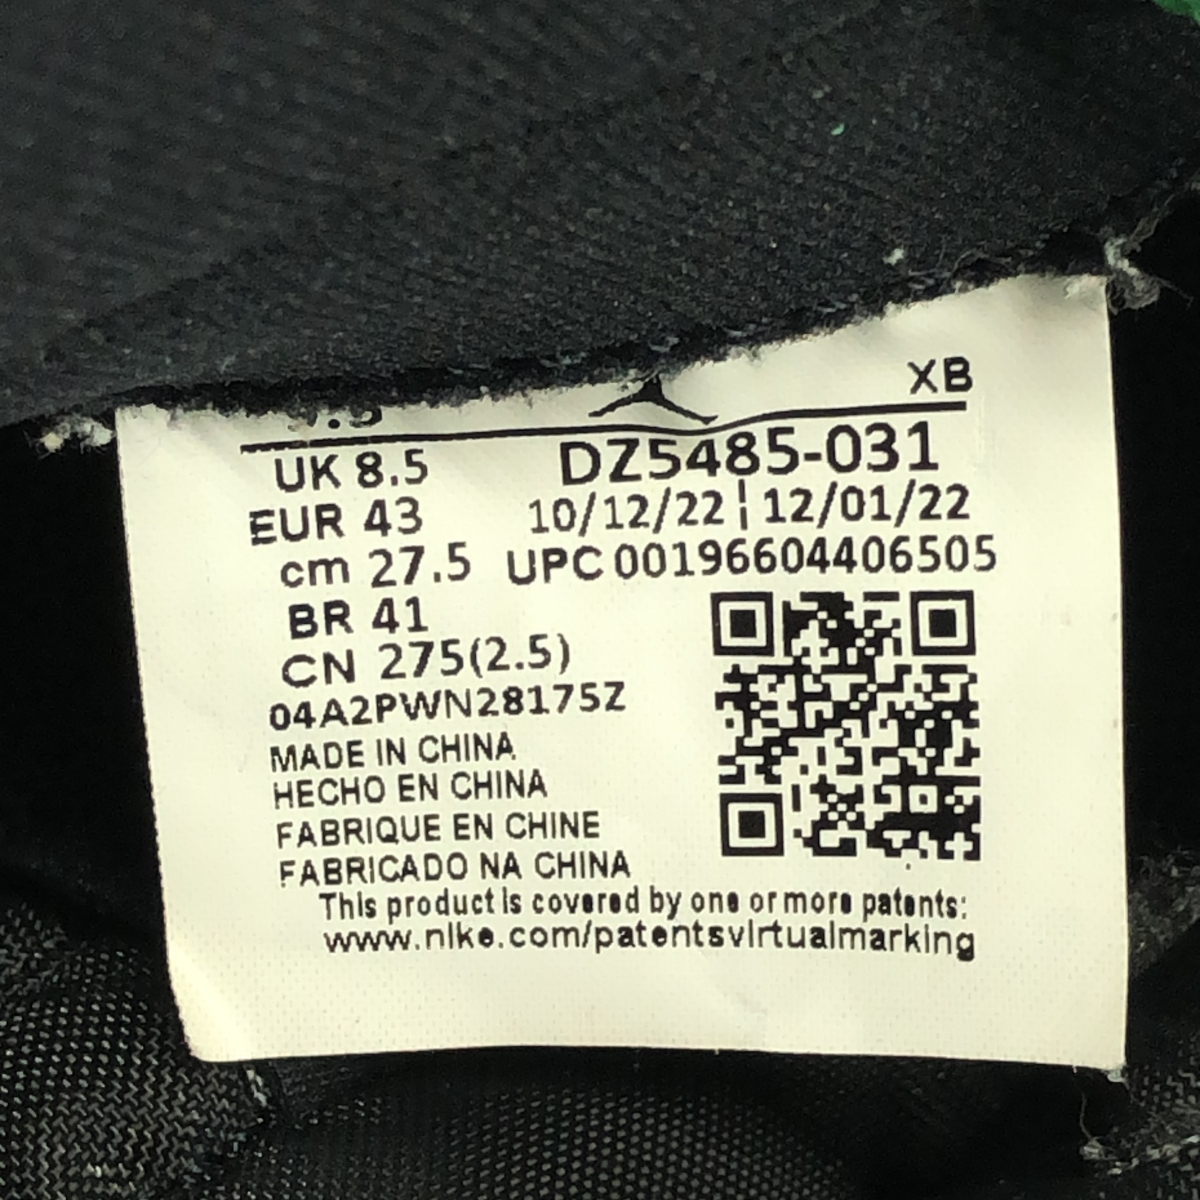 XB
UK 8.5
DZ5485-031
EUR 43
10/12/22 ¦ 12/01/22
cm 27.5
UPC 00196604406505
BR 41
CN 275(2.5)
04A2PWN28175Z
MADE IN CHINA
HECHO EN CHINA
FABRIQUE EN CHINE
FABRICADO NA CHINA
This product is covered by one or more patents:
www.nike.com/patentsvirtualmarking